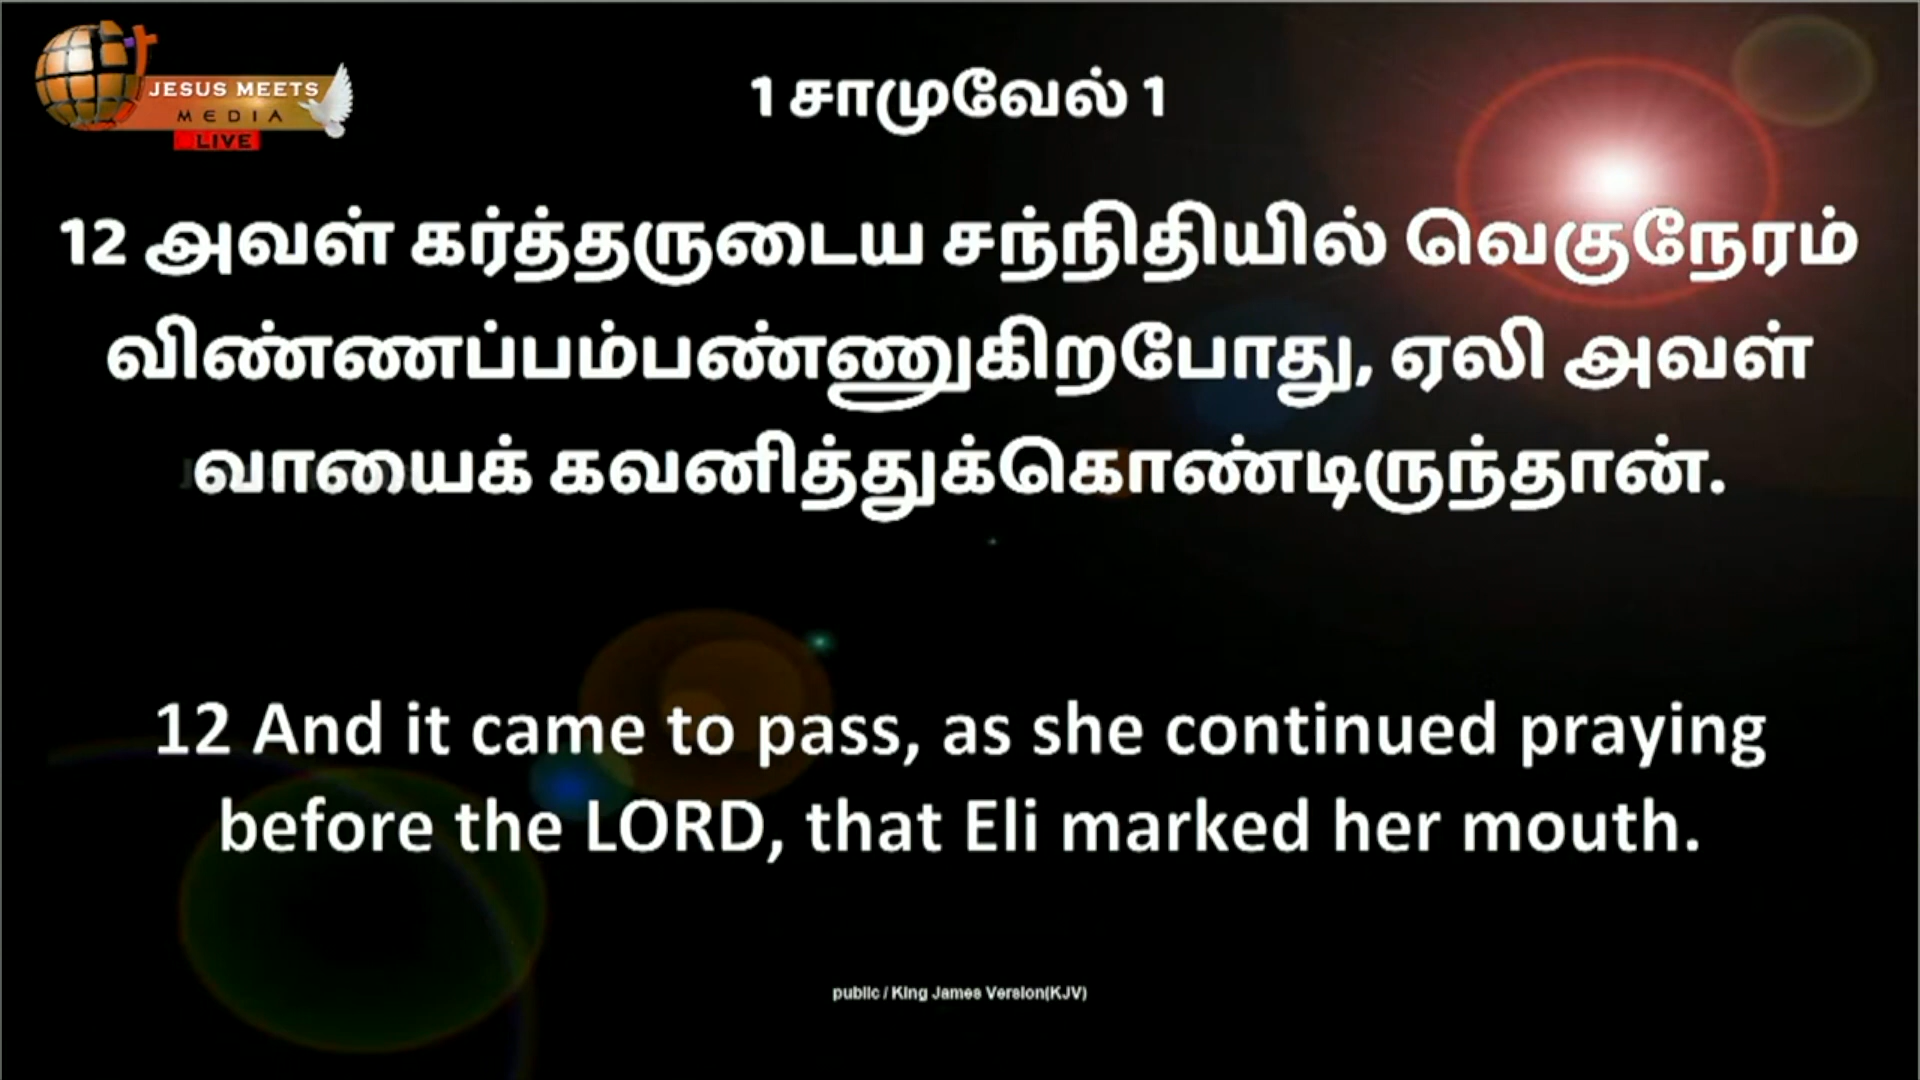 JESUS MEETS
MEDIA
LIVE
1 சாமுவேல் 1
12 அவள் கர்த்தருடைய சந்நிதியில் வெகுநேரம்
விண்ணப்பம்பண்ணுகிறபோது, ஏலி அவள்
வாயைக் கவனித்துக்கொண்டிருந்தான்.
12 And it came to pass, as she continued praying
before the LORD, that Eli marked her mouth.
public / King James Version(KJV)